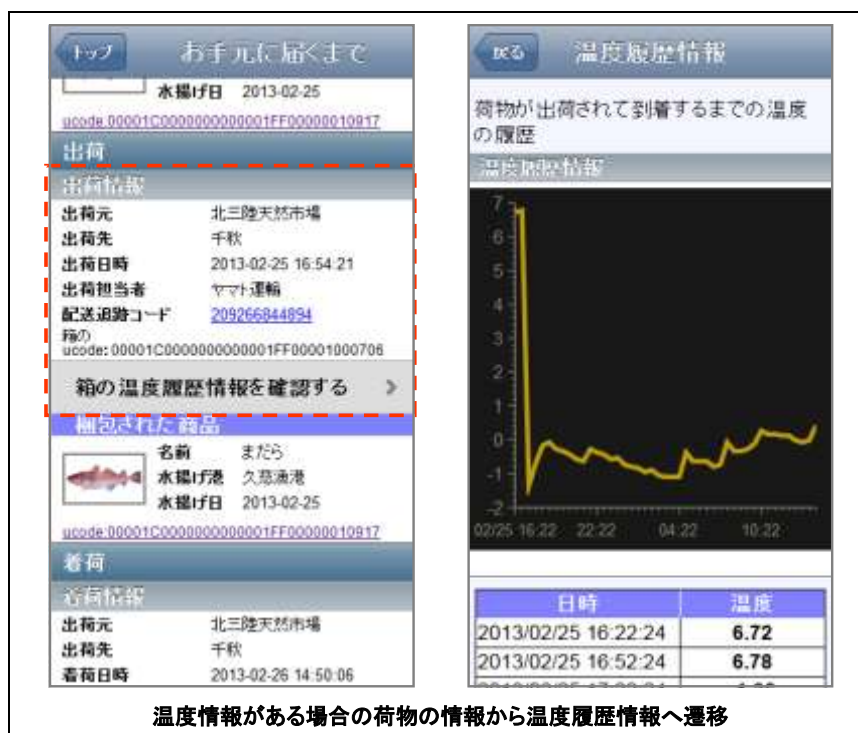 トップ
お手元に届くまで
水揚げ日 2013-02-25
ucode:00001C0000000000001FF00000010917
出荷
出荷情報
出荷元 北三陸天然市場
出荷先 千秋
出荷日時 2013-02-25 16:54:21
出荷担当者 ヤマト運輸
配送追跡コード 209266844894
箱の
ucode:00001C0000000000001FF00001000706
箱の温度履歴情報を確認する >
梱包された商品
名前 まだら
水揚げ港 久慈漁港
水揚げ日 2013-02-25
ucode:00001C0000000000001FF00000010917
着荷
着荷情報
出荷元 北三陸天然市場
出荷先 千秋
着荷日時 2013-02-26 14:50:06
戻る
温度履歴情報
荷物が出荷されて到着するまでの温度
の履歴
温度履歴情報
7
6
5
4
3
2
1
0
-1
-2
02/25 16:22 22:22 04:22 10:22
日時 温度
2013/02/25 16:22:24 6.72
2013/02/25 16:52:24 6.78
温度情報がある場合の荷物の情報から温度履歴情報へ遷移